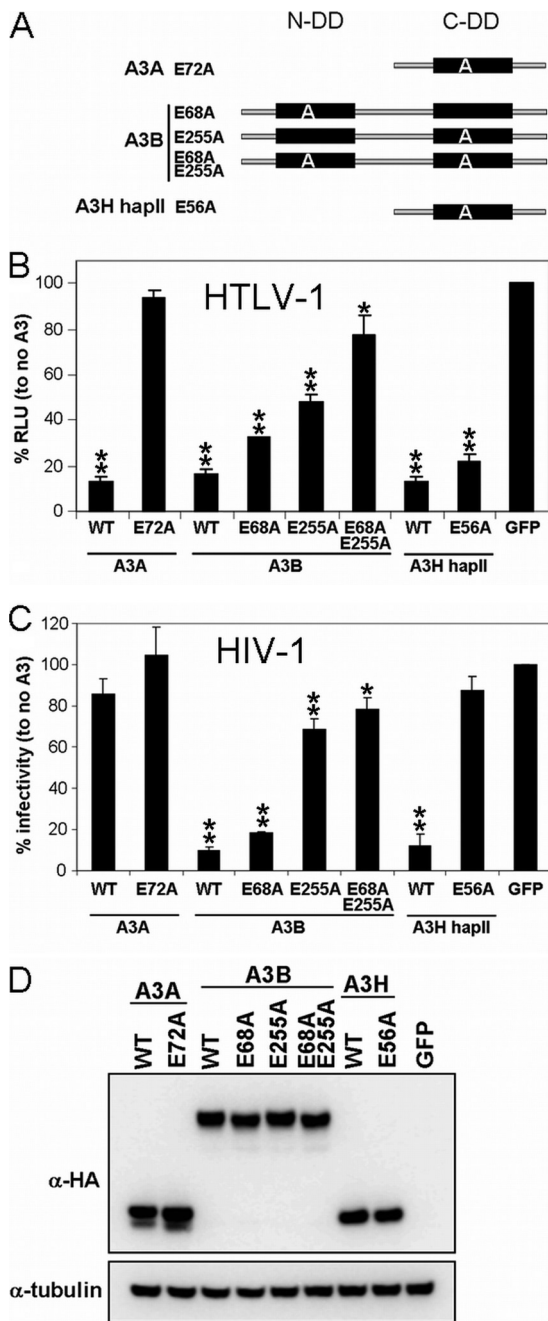 A
N-DD C-DD
A3A E72A A
A3B
E68A A
E255A A
E68A
E255A A A
A3H hapII E56A A
B
HTLV-1
% RLU (to no A3)
100
80
60
40
20
0
** ** ** ** * ** **
WT E72A WT E68A E255A E68A E255A WT E56A GFP
A3A A3B A3H hapII
C
HIV-1
% infectivity (to no A3)
120
100
80
60
40
20
0
** ** ** * **
WT E72A WT E68A E255A E68A E255A WT E56A GFP
A3A A3B A3H hapII
D
A3A A3B A3H
WT E72A WT E68A E255A E68A E255A WT E56A GFP
α-HA
α-tubulin